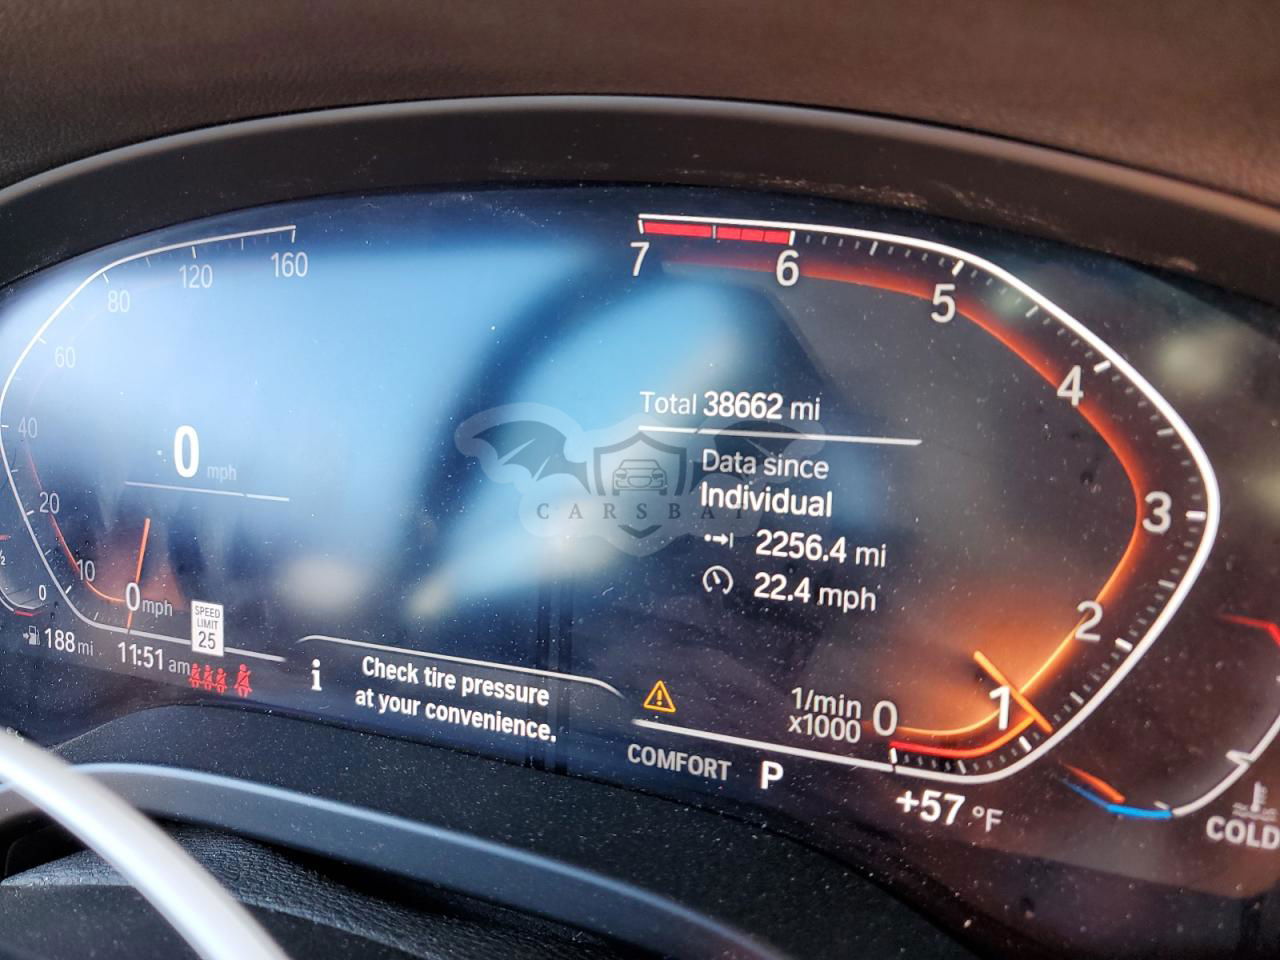 160
120
80
60
40
20
10
0 mph
0 mph
0
188 mi
11:51 am
SPEED
LIMIT
25
i
Check tire pressure
at your convenience.
7
6
5
4
3
2
1
0
1/min
x1000
Total 38662 mi
Data since
Individual
2256.4 mi
22.4 mph
CARSBAT
COMFORT P
+57 °F
COLD